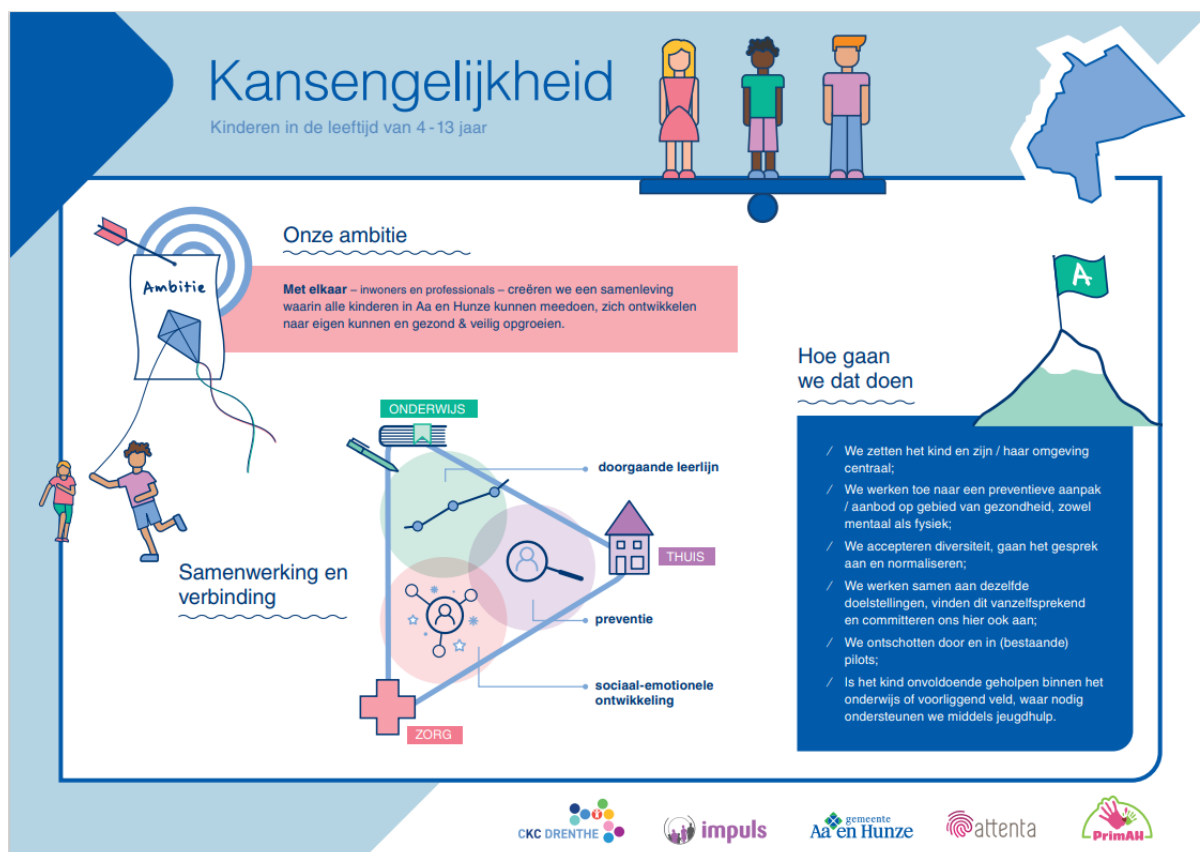 Kansengelijkheid
Kinderen in de leeftijd van 4 - 13 jaar
Onze ambitie
Ambitie
Met elkaar – inwoners en professionals – creëren we een samenleving
waarin alle kinderen in Aa en Hunze kunnen meedoen, zich ontwikkelen
naar eigen kunnen en gezond & veilig opgroeien.
A
Hoe gaan
we dat doen
/ We zetten het kind en zijn / haar omgeving
centraal;
/ We werken toe naar een preventieve aanpak
/ aanbod op gebied van gezondheid, zowel
mentaal als fysiek;
/ We accepteren diversiteit, gaan het gesprek
aan en normaliseren;
/ We werken samen aan dezelfde
doelstellingen, vinden dit vanzelfsprekend
en committeren ons hier ook aan;
/ We ontschotten door en in (bestaande)
pilots;
/ Is het kind onvoldoende geholpen binnen het
onderwijs of voorliggend veld, waar nodig
ondersteunen we middels jeugdhulp.
Samenwerking en
verbinding
ONDERWIJS
doorgaande leerlijn
THUIS
preventie
sociaal-emotionele
ontwikkeling
ZORG
CKC DRENTHE
impuls
gemeente
Aa en Hunze
attenta
PrimAH